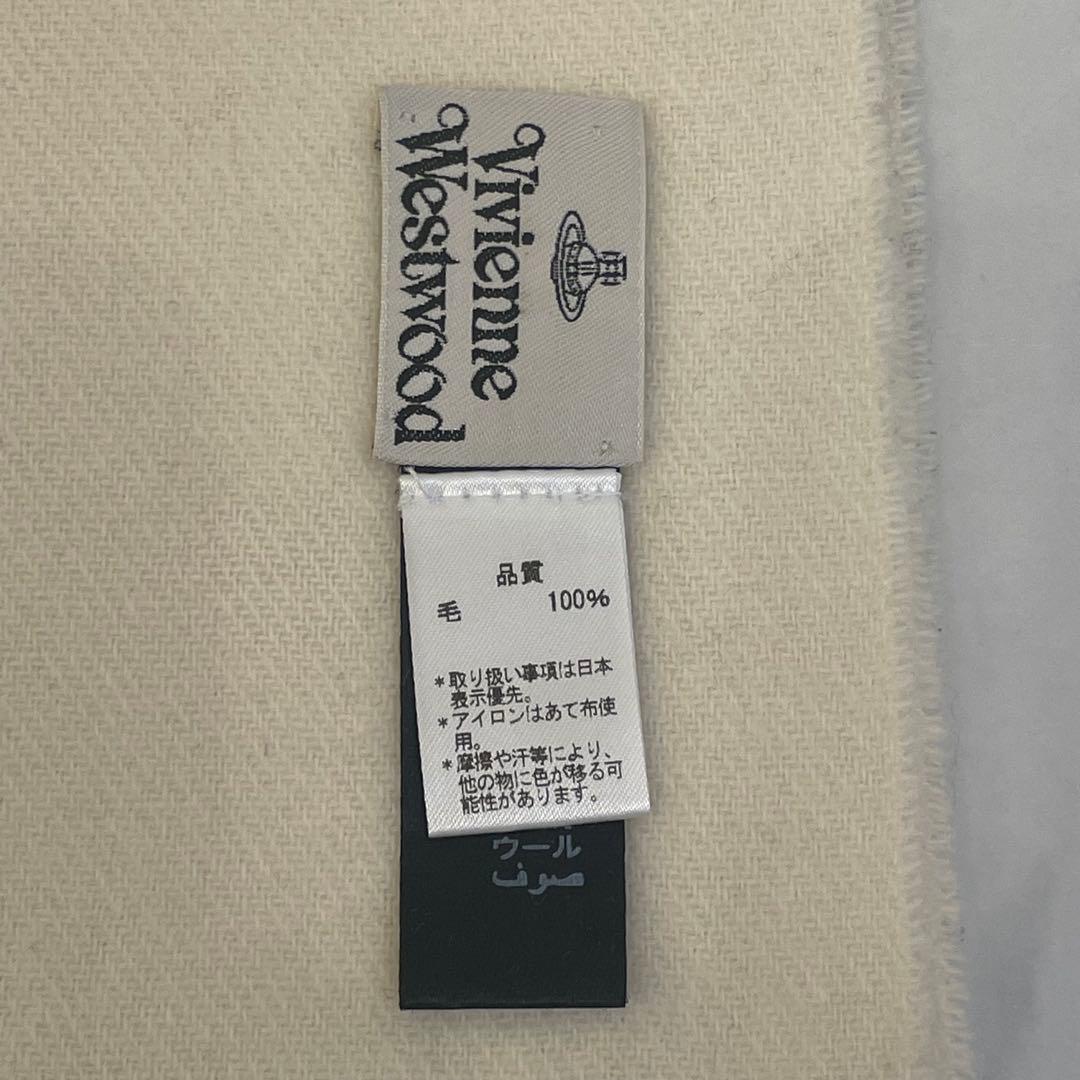 Vivienne
Westwood
品質
毛 100%
*取り扱い事項は日本
表示優先。
*アイロンはあて布使
用。
*摩擦や汗等により、
他の物に色が移る可
能性があります。
ウール
صوف